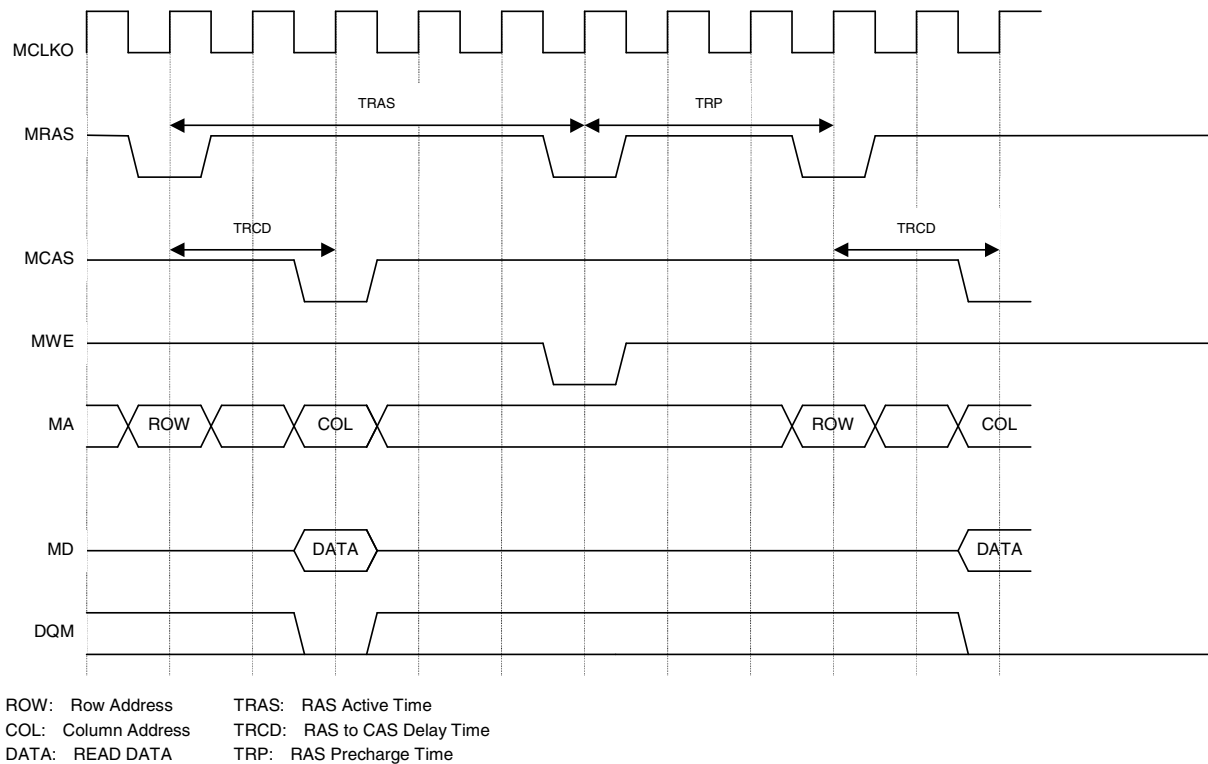 MCLKO
TRAS
TRP
MRAS
TRCD
TRCD
MCAS
MWE
MA
ROW
COL
ROW
COL
MD
DATA
DATA
DQM
ROW: Row Address
TRAS: RAS Active Time
COL: Column Address
TRCD: RAS to CAS Delay Time
DATA: READ DATA
TRP: RAS Precharge Time